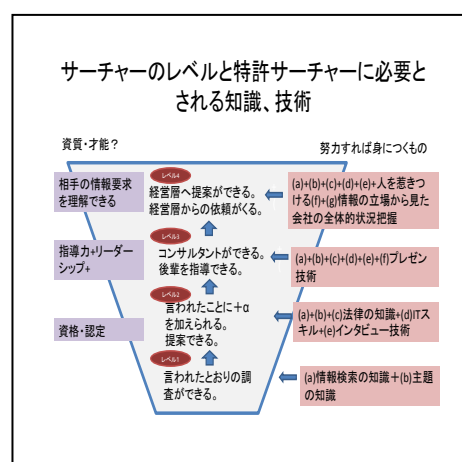 サーチャーのレベルと特許サーチャーに必要と
される知識、技術
資質・才能？
努力すれば身につくもの
レベル4
相手の情報要求
を理解できる
経営層へ提案ができる。
経営層からの依頼がくる。
(a)+(b)+(c)+(d)+(e)+人を惹きつ
ける(f)+(g)情報の立場から見た
会社の全体的状況把握
レベル3
指導力+リーダー
シップ+
コンサルタントができる。
後輩を指導できる。
(a)+(b)+(c)+(d)+(e)+(f)プレゼン
技術
レベル2
資格・認定
言われたことに＋α
を加えられる。
提案できる。
(a)+(b)+(c)法律の知識+(d)ITス
キル+(e)インタビュー技術
レベル1
言われたとおりの調
査ができる。
(a)情報検索の知識＋(b)主題
の知識